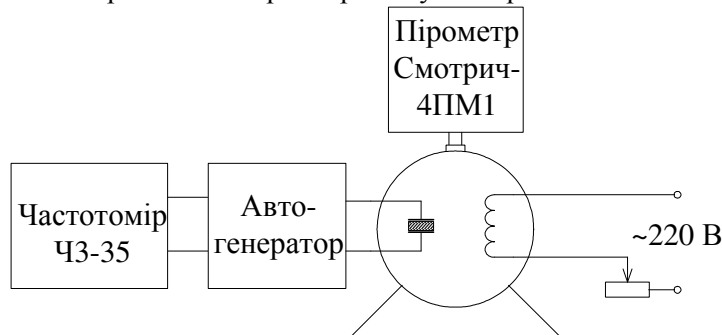 Пірометр
Смотрич-
4ПМ1
Частотомір
Ч3-35
Авто-
генератор
~220 В